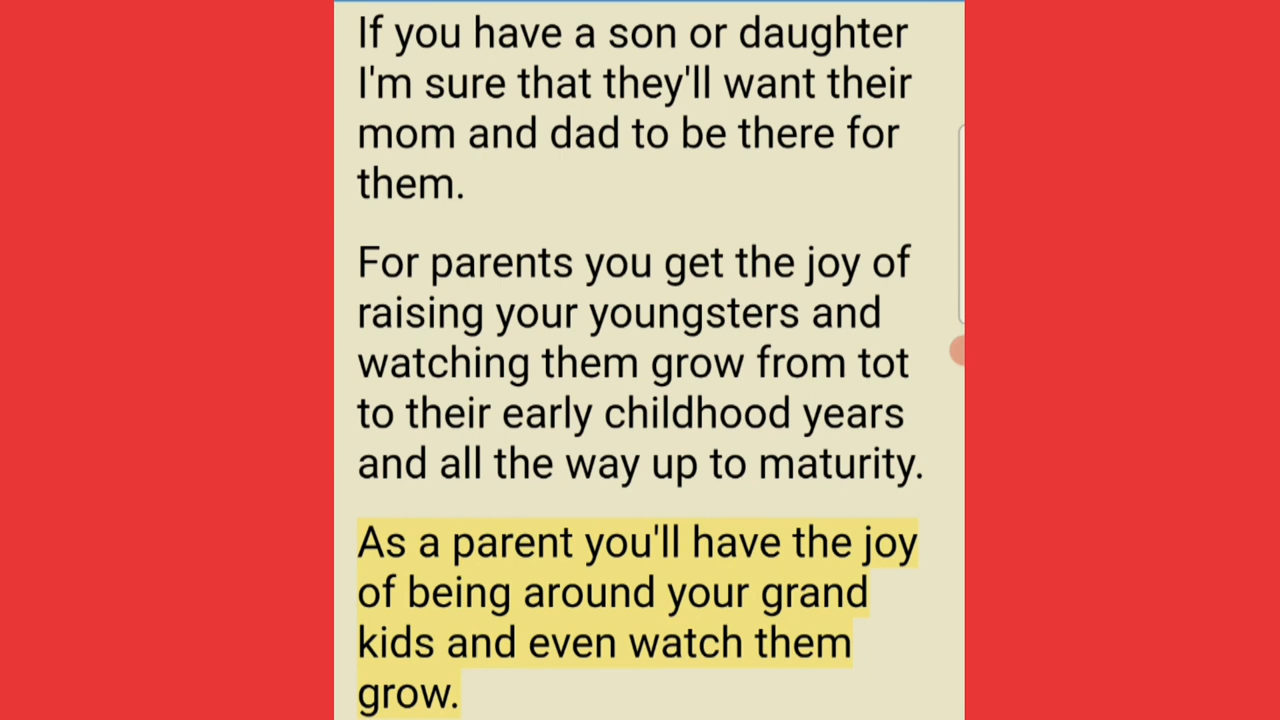 If you have a son or daughter
I'm sure that they'll want their
mom and dad to be there for
them.
For parents you get the joy of
raising your youngsters and
watching them grow from tot
to their early childhood years
and all the way up to maturity.
As a parent you'll have the joy
of being around your grand
kids and even watch them
grow.